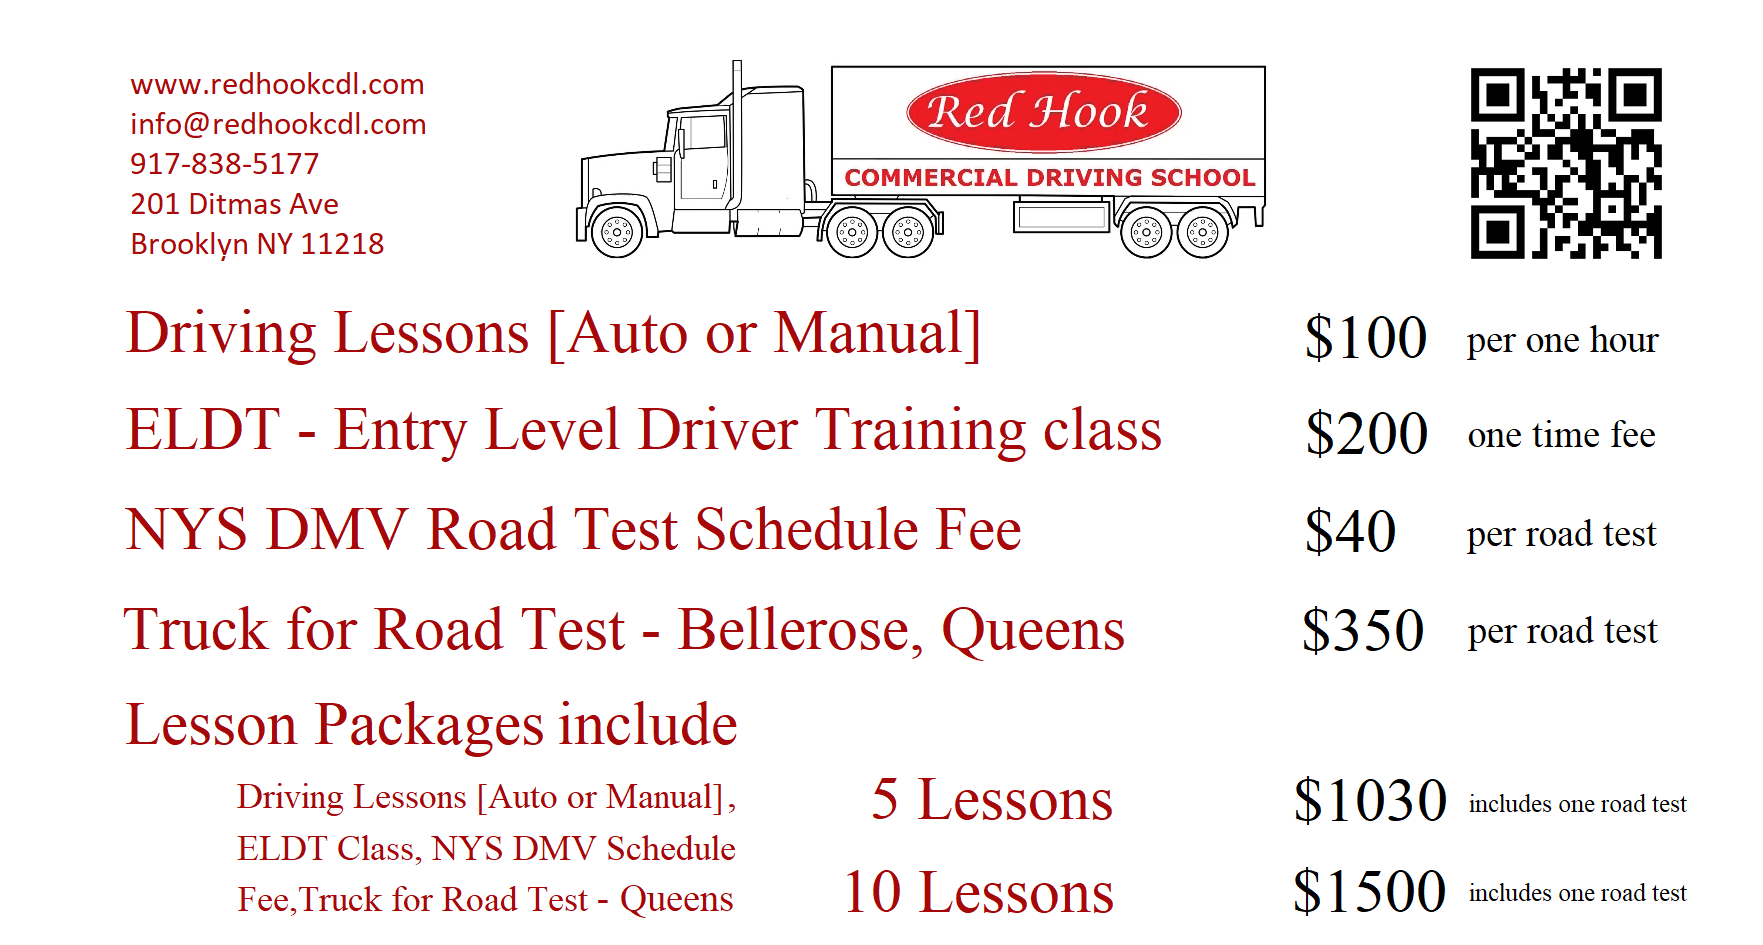 www.redhookcdl.com
info@redhookcdl.com
917-838-5177
201 Ditmas Ave
Brooklyn NY 11218
Red Hook
COMMERCIAL DRIVING SCHOOL
Driving Lessons [Auto or Manual] $100 per one hour
ELDT - Entry Level Driver Training class $200 one time fee
NYS DMV Road Test Schedule Fee $40 per road test
Truck for Road Test - Bellerose, Queens $350 per road test
Lesson Packages include
Driving Lessons [Auto or Manual],
ELDT Class, NYS DMV Schedule
Fee,Truck for Road Test - Queens
5 Lessons $1030 includes one road test
10 Lessons $1500 includes one road test